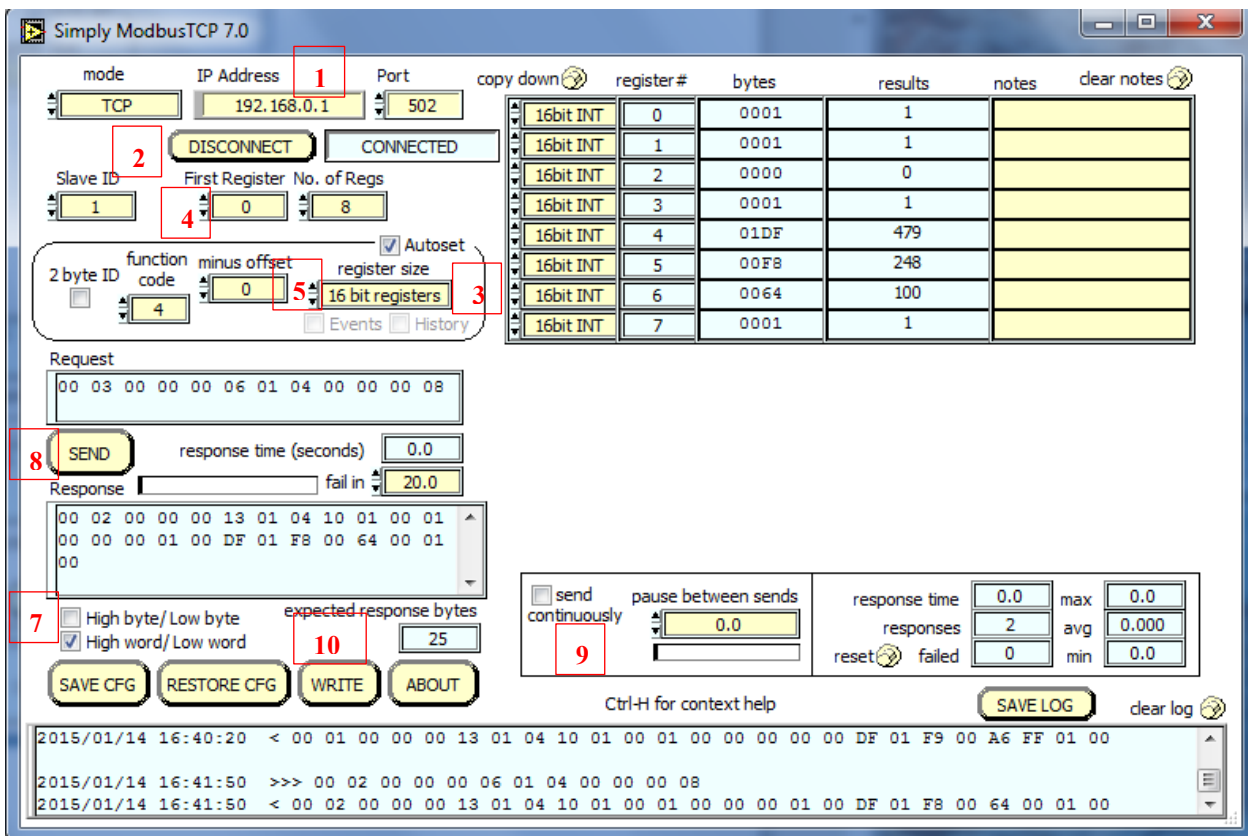 Simply ModbusTCP 7.0
mode IP Address 1 Port copy down register # bytes results notes clear notes
TCP 192.168.0.1 502
16bit INT 0 0001 1
2 DISCONNECT CONNECTED
16bit INT 1 0001 1
16bit INT 2 0000 0
Slave ID First Register No. of Regs
1 4 0 8
16bit INT 3 0001 1
16bit INT 4 01DF 479
Autoset
2 byte ID function code minus offset register size
16bit INT 5 00F8 248
4 0 5 16 bit registers 3
16bit INT 6 0064 100
Events History
16bit INT 7 0001 1
Request
00 03 00 00 00 06 01 04 00 00 00 08
8 SEND response time (seconds) 0.0
Response fail in 20.0
00 02 00 00 00 13 01 04 10 01 00 01
00 00 00 01 00 DF 01 F8 00 64 00 01
00
7 High byte/ Low byte expected response bytes
High word/ Low word 10 25
SAVE CFG RESTORE CFG WRITE ABOUT
send continuously pause between sends
0.0
9
response time 0.0 max 0.0
responses 2 avg 0.000
reset failed 0 min 0.0
Ctrl-H for context help SAVE LOG clear log
2015/01/14 16:40:20 < 00 01 00 00 00 13 01 04 10 01 00 01 00 00 00 00 00 DF 01 F9 00 A6 FF 01 00
2015/01/14 16:41:50 >>> 00 02 00 00 00 06 01 04 00 00 00 08
2015/01/14 16:41:50 < 00 02 00 00 00 13 01 04 10 01 00 01 00 00 00 01 00 DF 01 F8 00 64 00 01 00